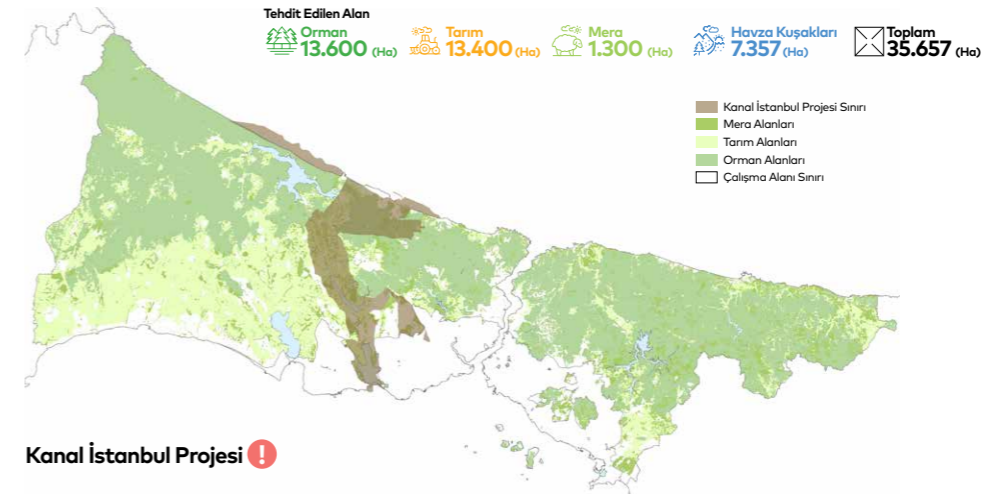 Tehdit Edilen Alan
Orman
13.600 (Ha)
Tarım
13.400 (Ha)
Mera
1.300 (Ha)
Havza Kuşakları
7.357 (Ha)
Toplam
35.657 (Ha)
Kanal İstanbul Projesi Sınırı
Mera Alanları
Tarım Alanları
Orman Alanları
Çalışma Alanı Sınırı
Kanal İstanbul Projesi !